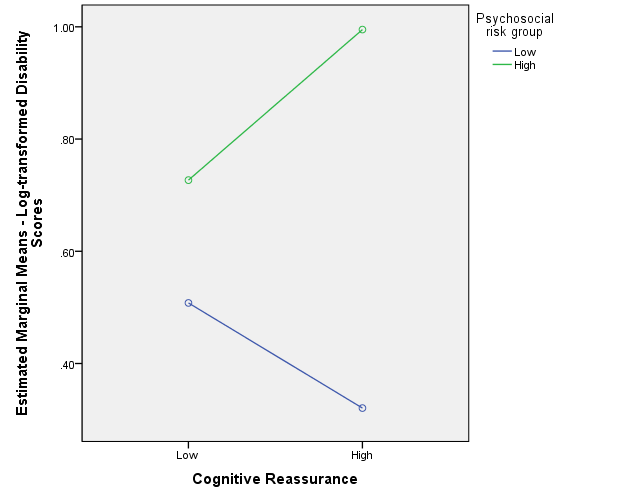 Estimated Marginal Means - Log-transformed Disability
Scores
1.00
.80
.60
.40
Low
High
Cognitive Reassurance
Psychosocial
risk group
Low
High